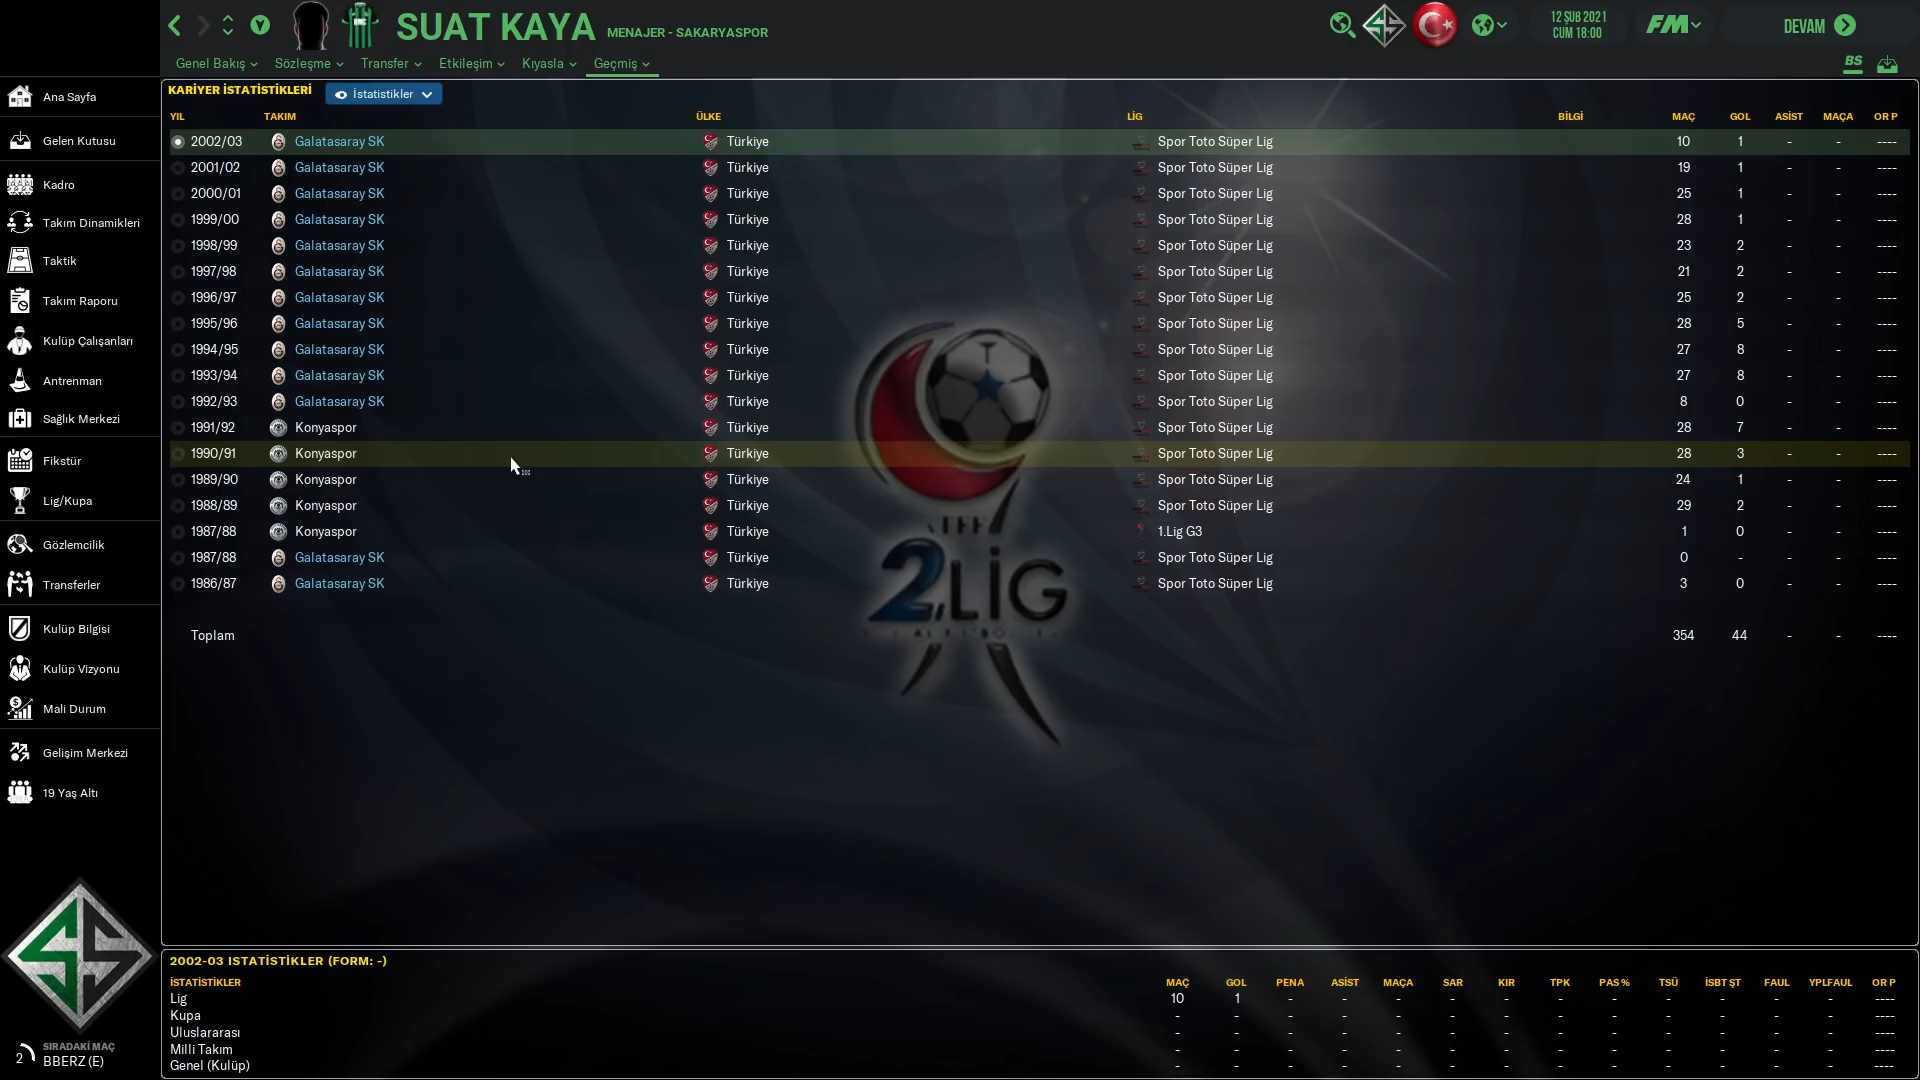 SUAT KAYA MENAJER - SAKARYASPOR
12 ŞUB 2021
CUM 18:00
FM
DEVAM
Genel Bakış Sözleşme Transfer Etkileşim Kıyasla Geçmiş
BS
Ana Sayfa
Gelen Kutusu
Kadro
Takım Dinamikleri
Taktik
Takım Raporu
Kulüp Çalışanları
Antrenman
Sağlık Merkezi
Fikstür
Lig/Kupa
Gözlemcilik
Transferler
Kulüp Bilgisi
Kulüp Vizyonu
Mali Durum
Gelişim Merkezi
19 Yaş Altı
2
SIRADAKİ MAÇ
BBERZ (E)
KARİYER İSTATİSTİKLERİ İstatistikler
YIL TAKIM ÜLKE LİG BİLGİ MAÇ GOL ASİST MAÇA OR P
2002/03 Galatasaray SK Türkiye Spor Toto Süper Lig 10 1 - - ----
2001/02 Galatasaray SK Türkiye Spor Toto Süper Lig 19 1 - - ----
2000/01 Galatasaray SK Türkiye Spor Toto Süper Lig 25 1 - - ----
1999/00 Galatasaray SK Türkiye Spor Toto Süper Lig 28 1 - - ----
1998/99 Galatasaray SK Türkiye Spor Toto Süper Lig 23 2 - - ----
1997/98 Galatasaray SK Türkiye Spor Toto Süper Lig 21 2 - - ----
1996/97 Galatasaray SK Türkiye Spor Toto Süper Lig 25 2 - - ----
1995/96 Galatasaray SK Türkiye Spor Toto Süper Lig 28 5 - - ----
1994/95 Galatasaray SK Türkiye Spor Toto Süper Lig 27 8 - - ----
1993/94 Galatasaray SK Türkiye Spor Toto Süper Lig 27 8 - - ----
1992/93 Galatasaray SK Türkiye Spor Toto Süper Lig 8 0 - - ----
1991/92 Konyaspor Türkiye Spor Toto Süper Lig 28 7 - - ----
1990/91 Konyaspor Türkiye Spor Toto Süper Lig 28 3 - - ----
1989/90 Konyaspor Türkiye Spor Toto Süper Lig 24 1 - - ----
1988/89 Konyaspor Türkiye Spor Toto Süper Lig 29 2 - - ----
1987/88 Konyaspor Türkiye 1.Lig G3 1 0 - - ----
1987/88 Galatasaray SK Türkiye Spor Toto Süper Lig 0 - - - ----
1986/87 Galatasaray SK Türkiye Spor Toto Süper Lig 3 0 - - ----
Toplam 354 44 - - ----
TFF
2.LİG
2002-03 ISTATİSTİKLER (FORM: -)
İSTATİSTİKLER MAÇ GOL PENA ASİST MAÇA SAR KIR TPK PAS % TSÜ İSBT ŞT FAUL YPLFAUL OR P
Lig 10 1 - - - - - - - - - - - ----
Kupa - - - - - - - - - - - - - ----
Uluslararası - - - - - - - - - - - - - ----
Milli Takım - - - - - - - - - - - - - ----
Genel (Kulüp) - - - - - - - - - - - - - ----